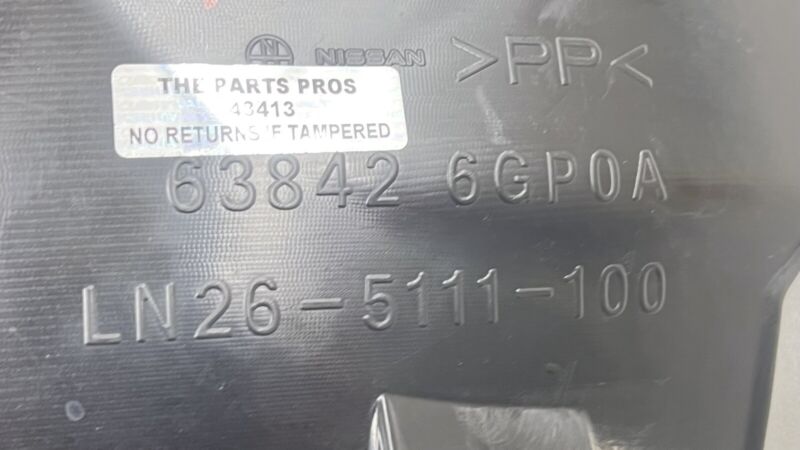 NISSAN >PP<
THE PARTS PROS
43413
NO RETURNS IF TAMPERED
63842 6GP0A
LN26-5111-100